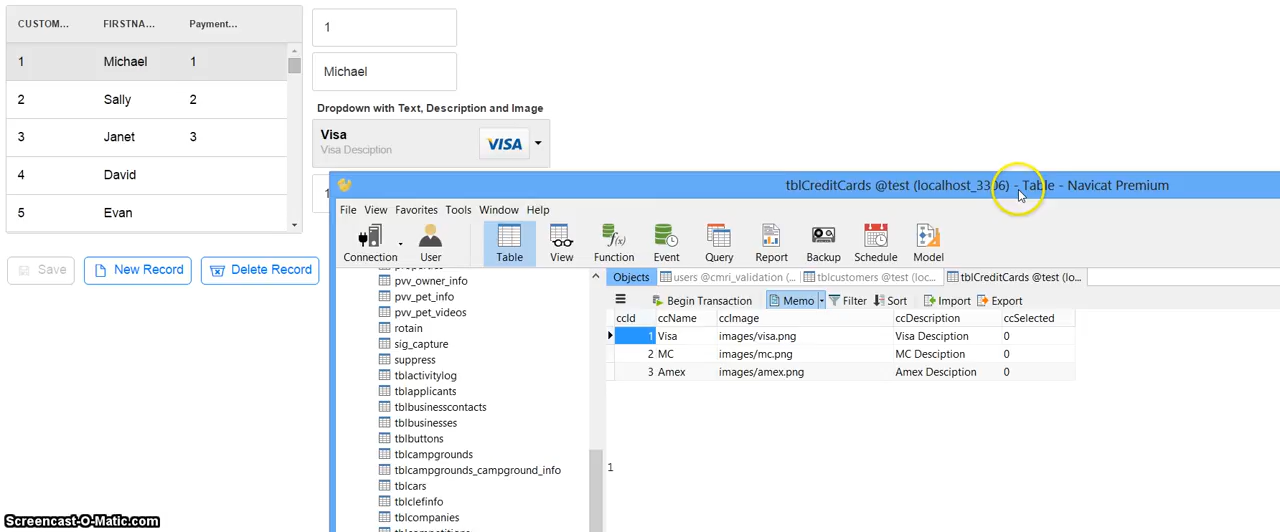 CUSTOM... FIRSTNA... Payment...
1 Michael 1
2 Sally 2
3 Janet 3
4 David
5 Evan
Save New Record Delete Record
1
Michael
Dropdown with Text, Description and Image
Visa
Visa Desciption
VISA
1
tblCreditCards @test (localhost_3306) - Table - Navicat Premium
File View Favorites Tools Window Help
Connection User Table View Function Event Query Report Backup Schedule Model
pvv_owner_info
pvv_pet_info
pvv_pet_videos
rotain
sig_capture
suppress
tblactivitylog
tblapplicants
tblbusinesscontacts
tblbusinesses
tblbuttons
tblcampgrounds
tblcampgrounds_campground_info
tblcars
tblclefinfo
tblcompanies
Objects users @cmri_validation (... tblcustomers @test (loc... tblCreditCards @test (lo...
Begin Transaction Memo Filter Sort Import Export
ccId ccName ccImage ccDescription ccSelected
1 Visa images/visa.png Visa Desciption 0
2 MC images/mc.png MC Desciption 0
3 Amex images/amex.png Amex Desciption 0
1
Screencast-O-Matic.com